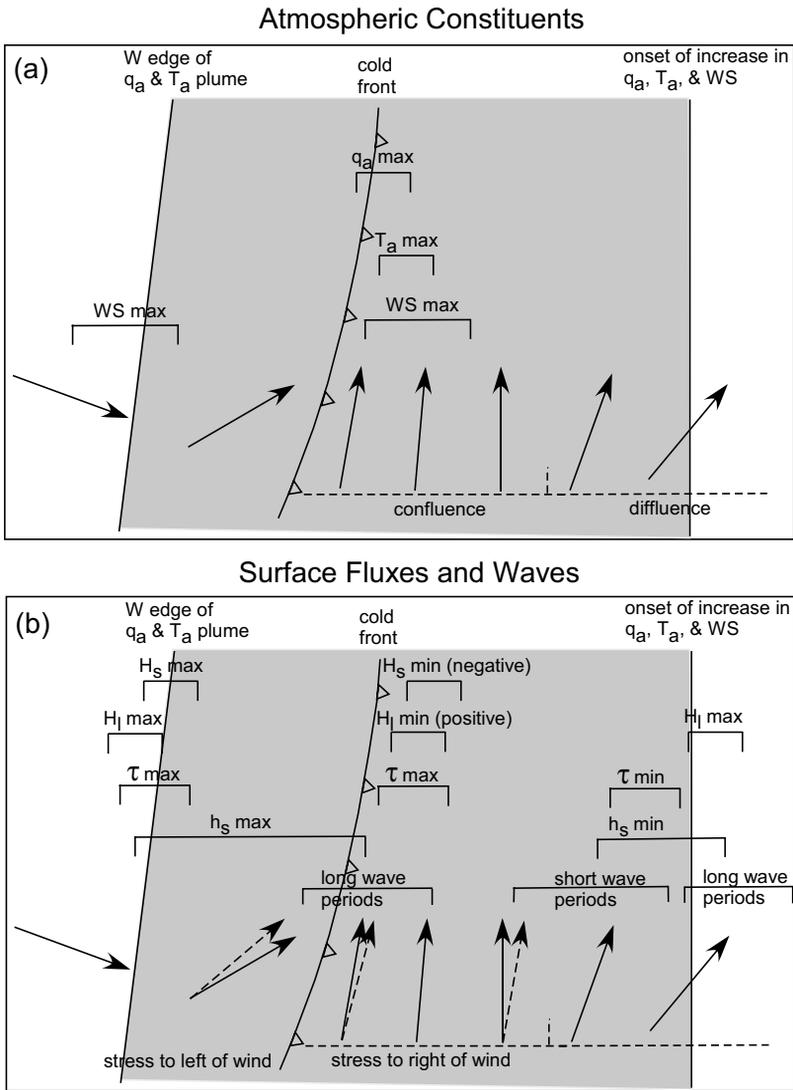 Atmospheric Constituents
(a)
W edge of
qa & Ta plume
cold
front
onset of increase in
qa, Ta, & WS
qa max
Ta max
WS max
WS max
confluence
diffluence
Surface Fluxes and Waves
(b)
W edge of
qa & Ta plume
cold
front
onset of increase in
qa, Ta, & WS
Hs max
Hs min (negative)
Hl max
Hl min (positive)
Hl max
τ max
τ max
τ min
hs max
hs min
long wave
periods
short wave
periods
long wave
periods
stress to left of wind
stress to right of wind